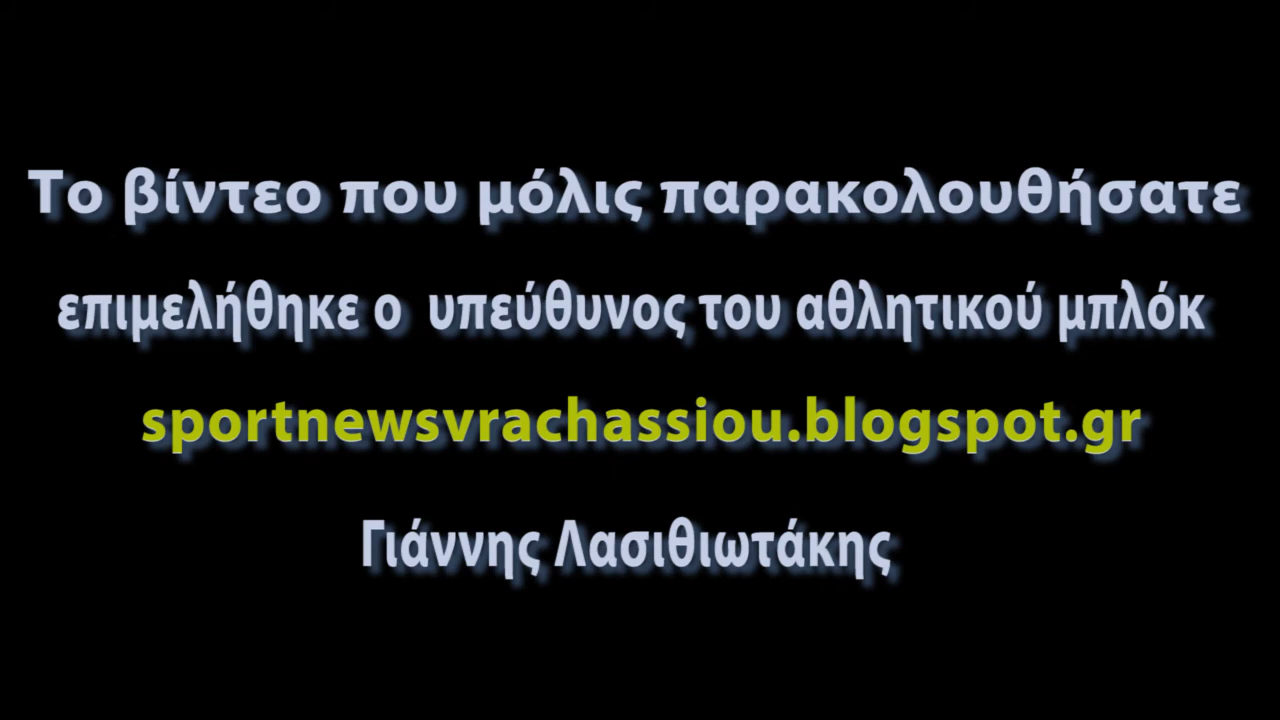 Το βίντεο που μόλις παρακολουθήσατε
επιμελήθηκε ο υπεύθυνος του αθλητικού μπλόκ
sportnewsvrachassiou.blogspot.gr
Γιάννης Λασιθιωτάκης